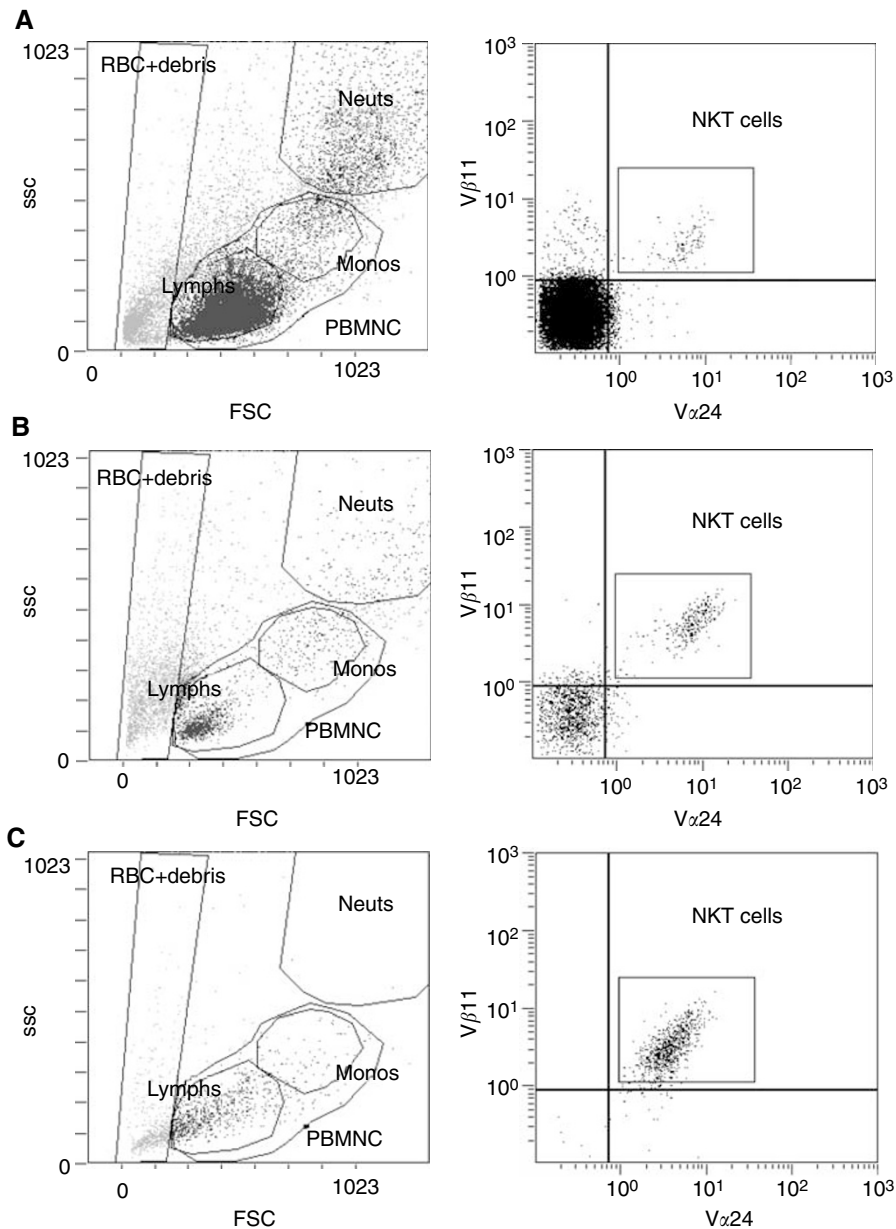 A
1023
RBC+debris
Neuts
ssc
Lymphs
Monos
PBMNC
0
0
1023
FSC
10³
10²
10¹
10⁰
Vβ11
NKT cells
10⁰
10¹
10²
10³
Vα24
B
1023
RBC+debris
Neuts
ssc
Lymphs
Monos
PBMNC
0
0
1023
FSC
10³
10²
10¹
10⁰
Vβ11
NKT cells
10⁰
10¹
10²
10³
Vα24
C
1023
RBC+debris
Neuts
ssc
Lymphs
Monos
PBMNC
0
0
1023
FSC
10³
10²
10¹
10⁰
Vβ11
NKT cells
10⁰
10¹
10²
10³
Vα24